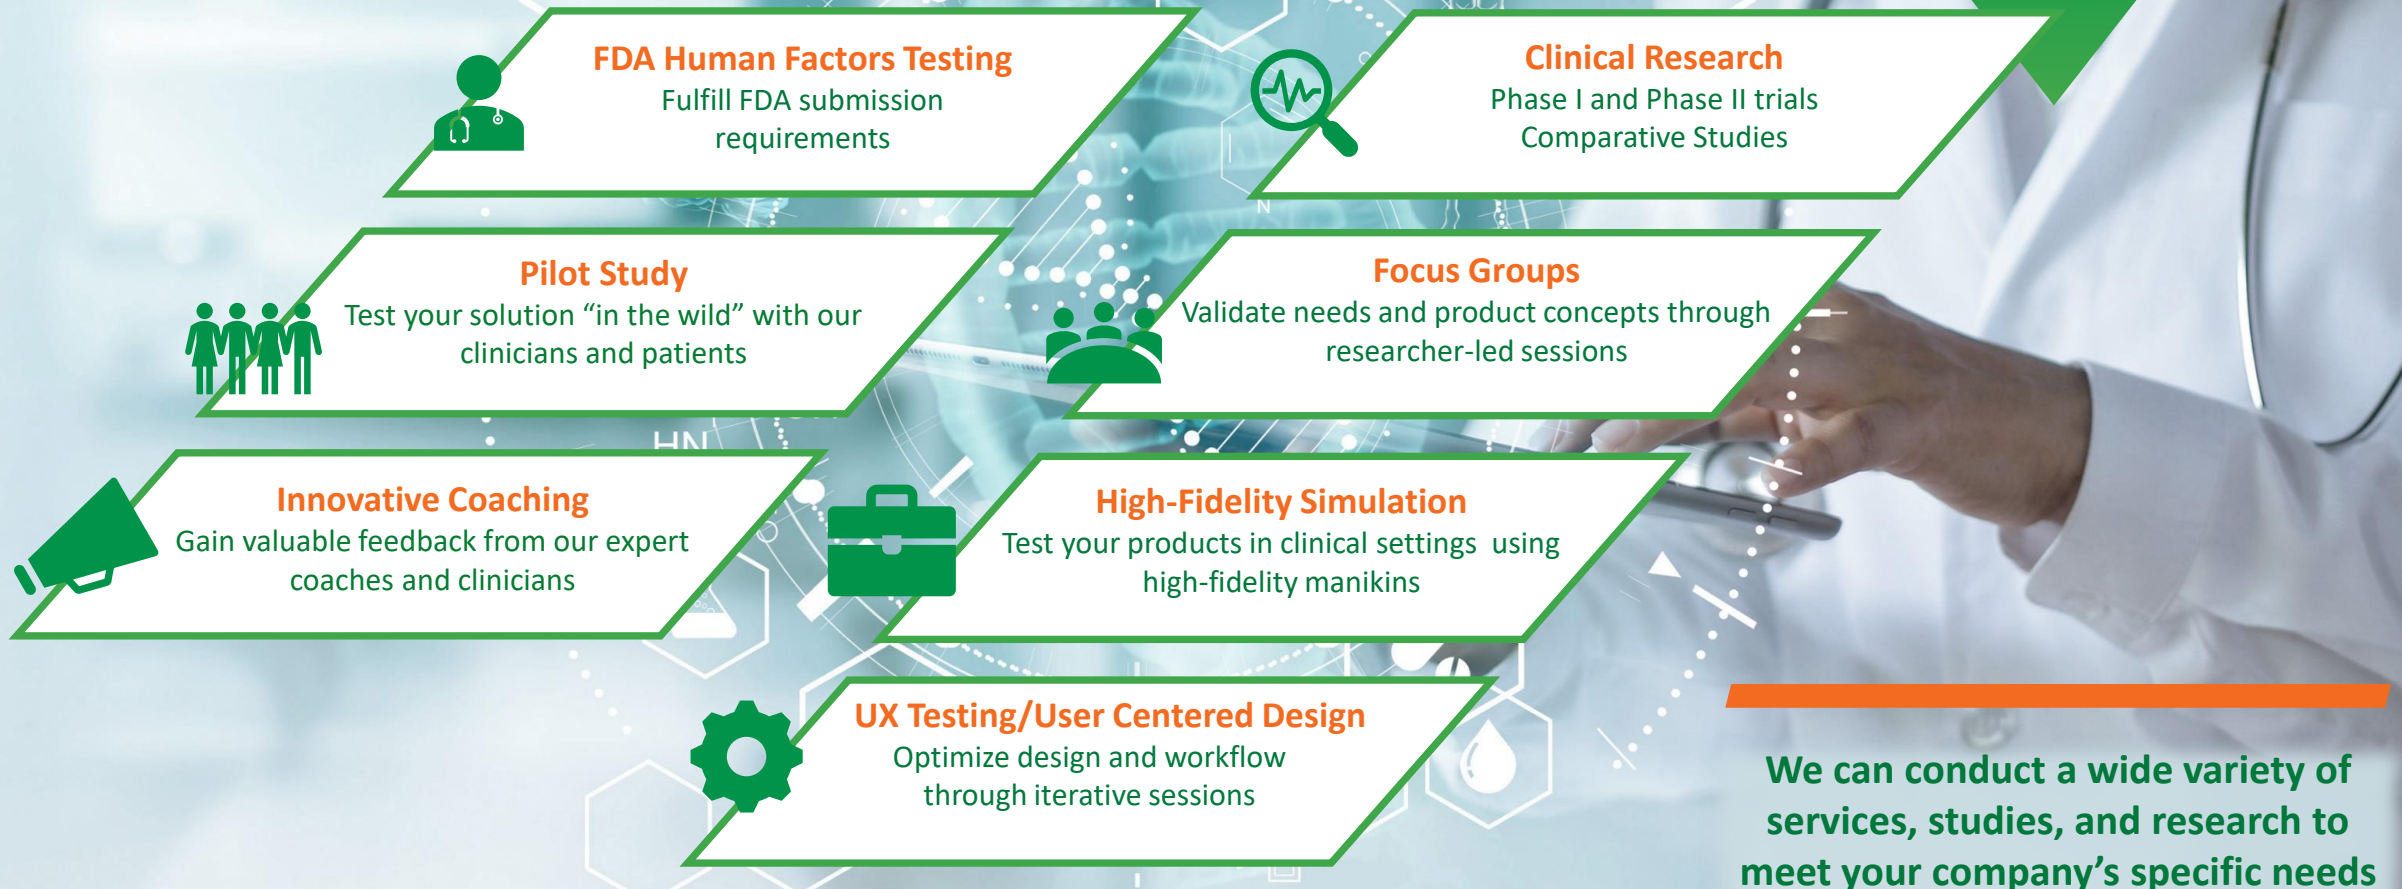 FDA Human Factors Testing
Fulfill FDA submission
requirements
Clinical Research
Phase I and Phase II trials
Comparative Studies
Pilot Study
Test your solution “in the wild” with our
clinicians and patients
Focus Groups
Validate needs and product concepts through
researcher-led sessions
Innovative Coaching
Gain valuable feedback from our expert
coaches and clinicians
High-Fidelity Simulation
Test your products in clinical settings using
high-fidelity manikins
UX Testing/User Centered Design
Optimize design and workflow
through iterative sessions
We can conduct a wide variety of
services, studies, and research to
meet your company’s specific needs
HN
N